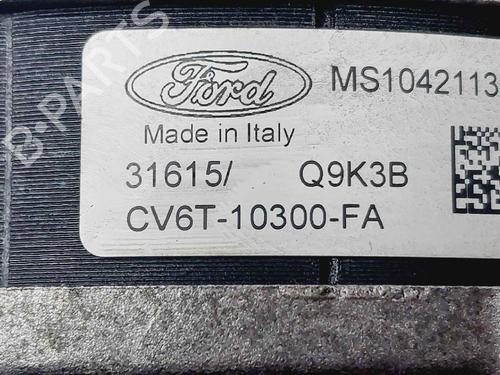 Ford
MS1042113
Made in Italy
31615/ Q9K3B
CV6T-10300-FA
B-PARTS